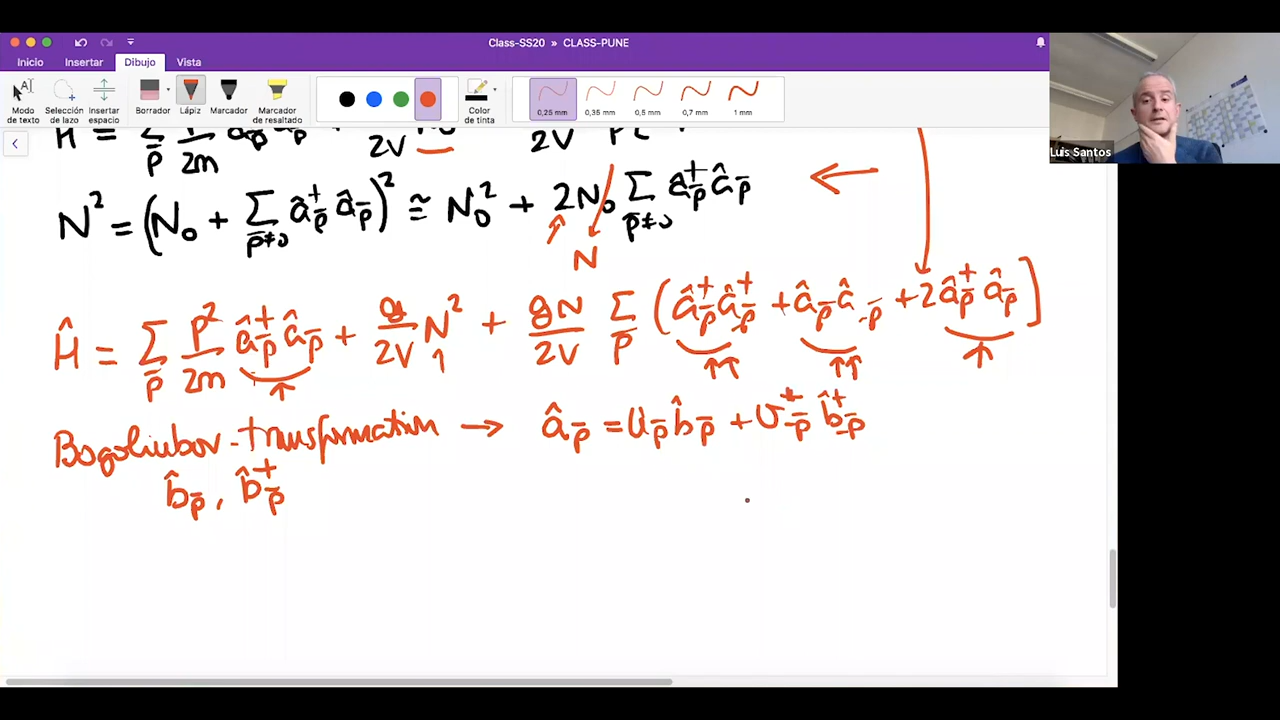 Class-SS20 » CLASS-PUNE
Inicio Insertar Dibujo Vista
Modo de texto Selección de lazo Insertar espacio Borrador Lápiz Marcador Marcador de resaltado Color de tinta 0,25 mm 0,35 mm 0,5 mm 0,7 mm 1 mm
Luis Santos
N² = (N₀ + Σ_{p̄≠0} â⁺_p̄ â_p̄)² ≅ N₀² + 2N₀ Σ_{p̄≠0} â⁺_p̄ â_p̄
N
Ĥ = Σ_p̄ p²/2m â⁺_p̄ â_p̄ + g/2V N² + gN/2V Σ_p̄ (â⁺_p̄ â⁺_-p̄ + â_p̄ â_-p̄ + 2 â⁺_p̄ â_p̄]
Bogoliubov-transformation → â_p̄ = U_p̄ b̂_p̄ + υ*_-p̄ b̂⁺_-p̄
b̂_p̄, b̂⁺_p̄